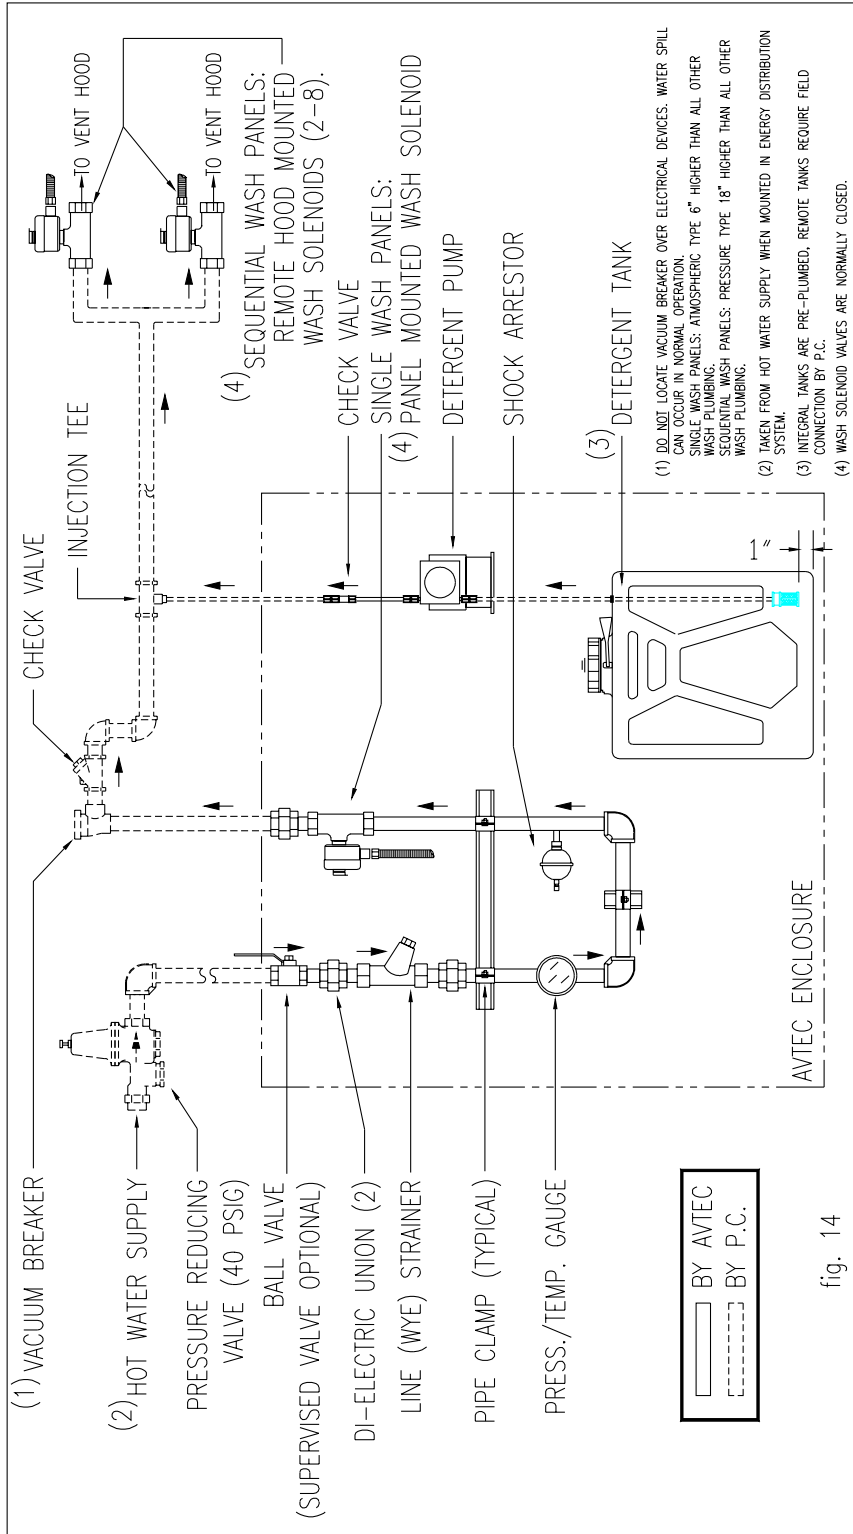 (1) VACUUM BREAKER
(2) HOT WATER SUPPLY
PRESSURE REDUCING
VALVE (40 PSIG)
BALL VALVE
(SUPERVISED VALVE OPTIONAL)
DI-ELECTRIC UNION (2)
LINE (WYE) STRAINER
PIPE CLAMP (TYPICAL)
PRESS./TEMP. GAUGE
BY AVTEC
BY P.C.
fig. 14
AVTEC ENCLOSURE
CHECK VALVE
INJECTION TEE
TO VENT HOOD
TO VENT HOOD
(4) SEQUENTIAL WASH PANELS:
REMOTE HOOD MOUNTED
WASH SOLENOIDS (2-8).
CHECK VALVE
SINGLE WASH PANELS:
(4) PANEL MOUNTED WASH SOLENOID
DETERGENT PUMP
SHOCK ARRESTOR
(3) DETERGENT TANK
1"
(1) DO NOT LOCATE VACUUM BREAKER OVER ELECTRICAL DEVICES. WATER SPILL
CAN OCCUR IN NORMAL OPERATION.
SINGLE WASH PANELS: ATMOSPHERIC TYPE 6" HIGHER THAN ALL OTHER
WASH PLUMBING.
SEQUENTIAL WASH PANELS: PRESSURE TYPE 18" HIGHER THAN ALL OTHER
WASH PLUMBING.
(2) TAKEN FROM HOT WATER SUPPLY WHEN MOUNTED IN ENERGY DISTRIBUTION
SYSTEM.
(3) INTEGRAL TANKS ARE PRE-PLUMBED, REMOTE TANKS REQUIRE FIELD
CONNECTION BY P.C.
(4) WASH SOLENOID VALVES ARE NORMALLY CLOSED.